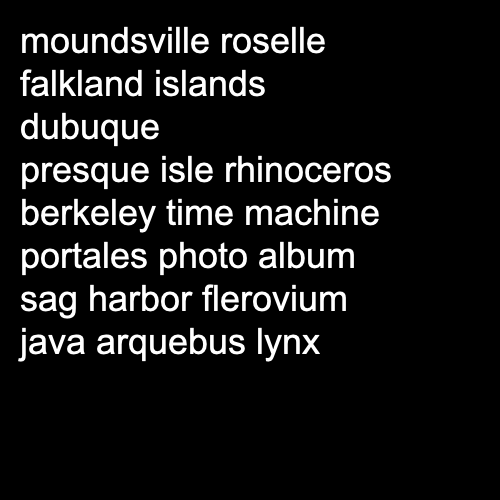 moundsville roselle
falkland islands
dubuque
presque isle rhinoceros
berkeley time machine
portales photo album
sag harbor flerovium
java arquebus lynx